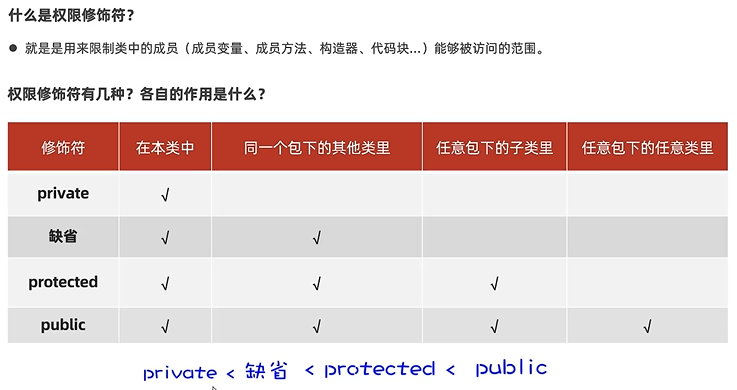 什么是权限修饰符？
● 就是是用来限制类中的成员（成员变量、成员方法、构造器、代码块...）能够被访问的范围。
权限修饰符有几种？各自的作用是什么？
修饰符 在本类中 同一个包下的其他类里 任意包下的子类里 任意包下的任意类里
private √
缺省 √ √
protected √ √ √
public √ √ √ √
private < 缺省 < protected < public